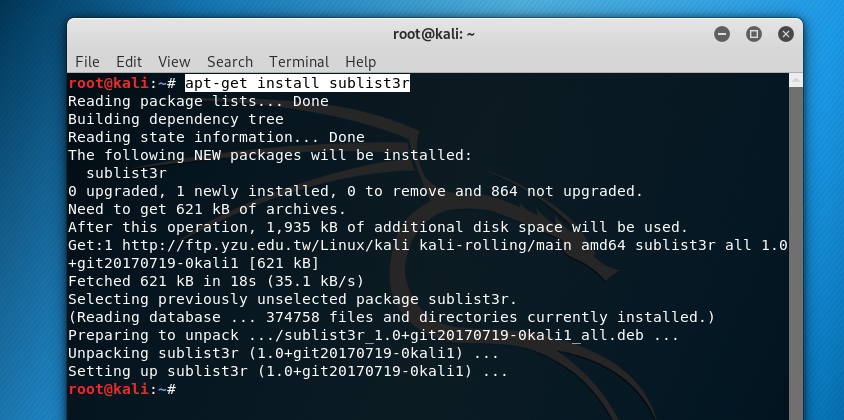 root@kali: ~
File Edit View Search Terminal Help
root@kali:~# apt-get install sublist3r
Reading package lists... Done
Building dependency tree
Reading state information... Done
The following NEW packages will be installed:
  sublist3r
0 upgraded, 1 newly installed, 0 to remove and 864 not upgraded.
Need to get 621 kB of archives.
After this operation, 1,935 kB of additional disk space will be used.
Get:1 http://ftp.yzu.edu.tw/Linux/kali kali-rolling/main amd64 sublist3r all 1.0
+git20170719-0kali1 [621 kB]
Fetched 621 kB in 18s (35.1 kB/s)
Selecting previously unselected package sublist3r.
(Reading database ... 374758 files and directories currently installed.)
Preparing to unpack .../sublist3r_1.0+git20170719-0kali1_all.deb ...
Unpacking sublist3r (1.0+git20170719-0kali1) ...
Setting up sublist3r (1.0+git20170719-0kali1) ...
root@kali:~#